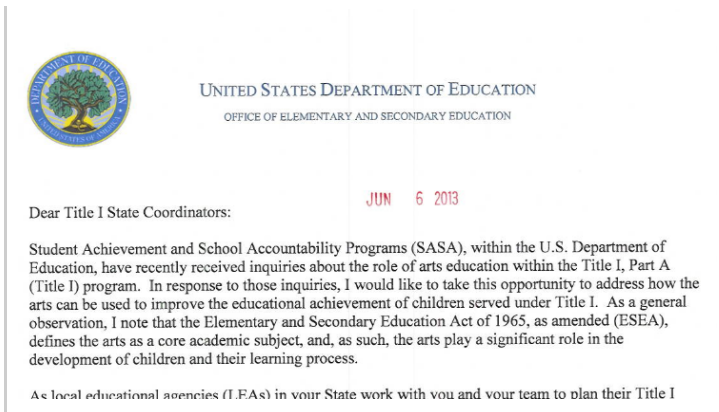 DEPARTMENT OF EDUCATION
UNITED STATES OF AMERICA
UNITED STATES DEPARTMENT OF EDUCATION
OFFICE OF ELEMENTARY AND SECONDARY EDUCATION
JUN 6 2013
Dear Title I State Coordinators:
Student Achievement and School Accountability Programs (SASA), within the U.S. Department of
Education, have recently received inquiries about the role of arts education within the Title I, Part A
(Title I) program. In response to those inquiries, I would like to take this opportunity to address how the
arts can be used to improve the educational achievement of children served under Title I. As a general
observation, I note that the Elementary and Secondary Education Act of 1965, as amended (ESEA),
defines the arts as a core academic subject, and, as such, the arts play a significant role in the
development of children and their learning process.
As local educational agencies (LEAs) in your State work with you and your team to plan their Title I